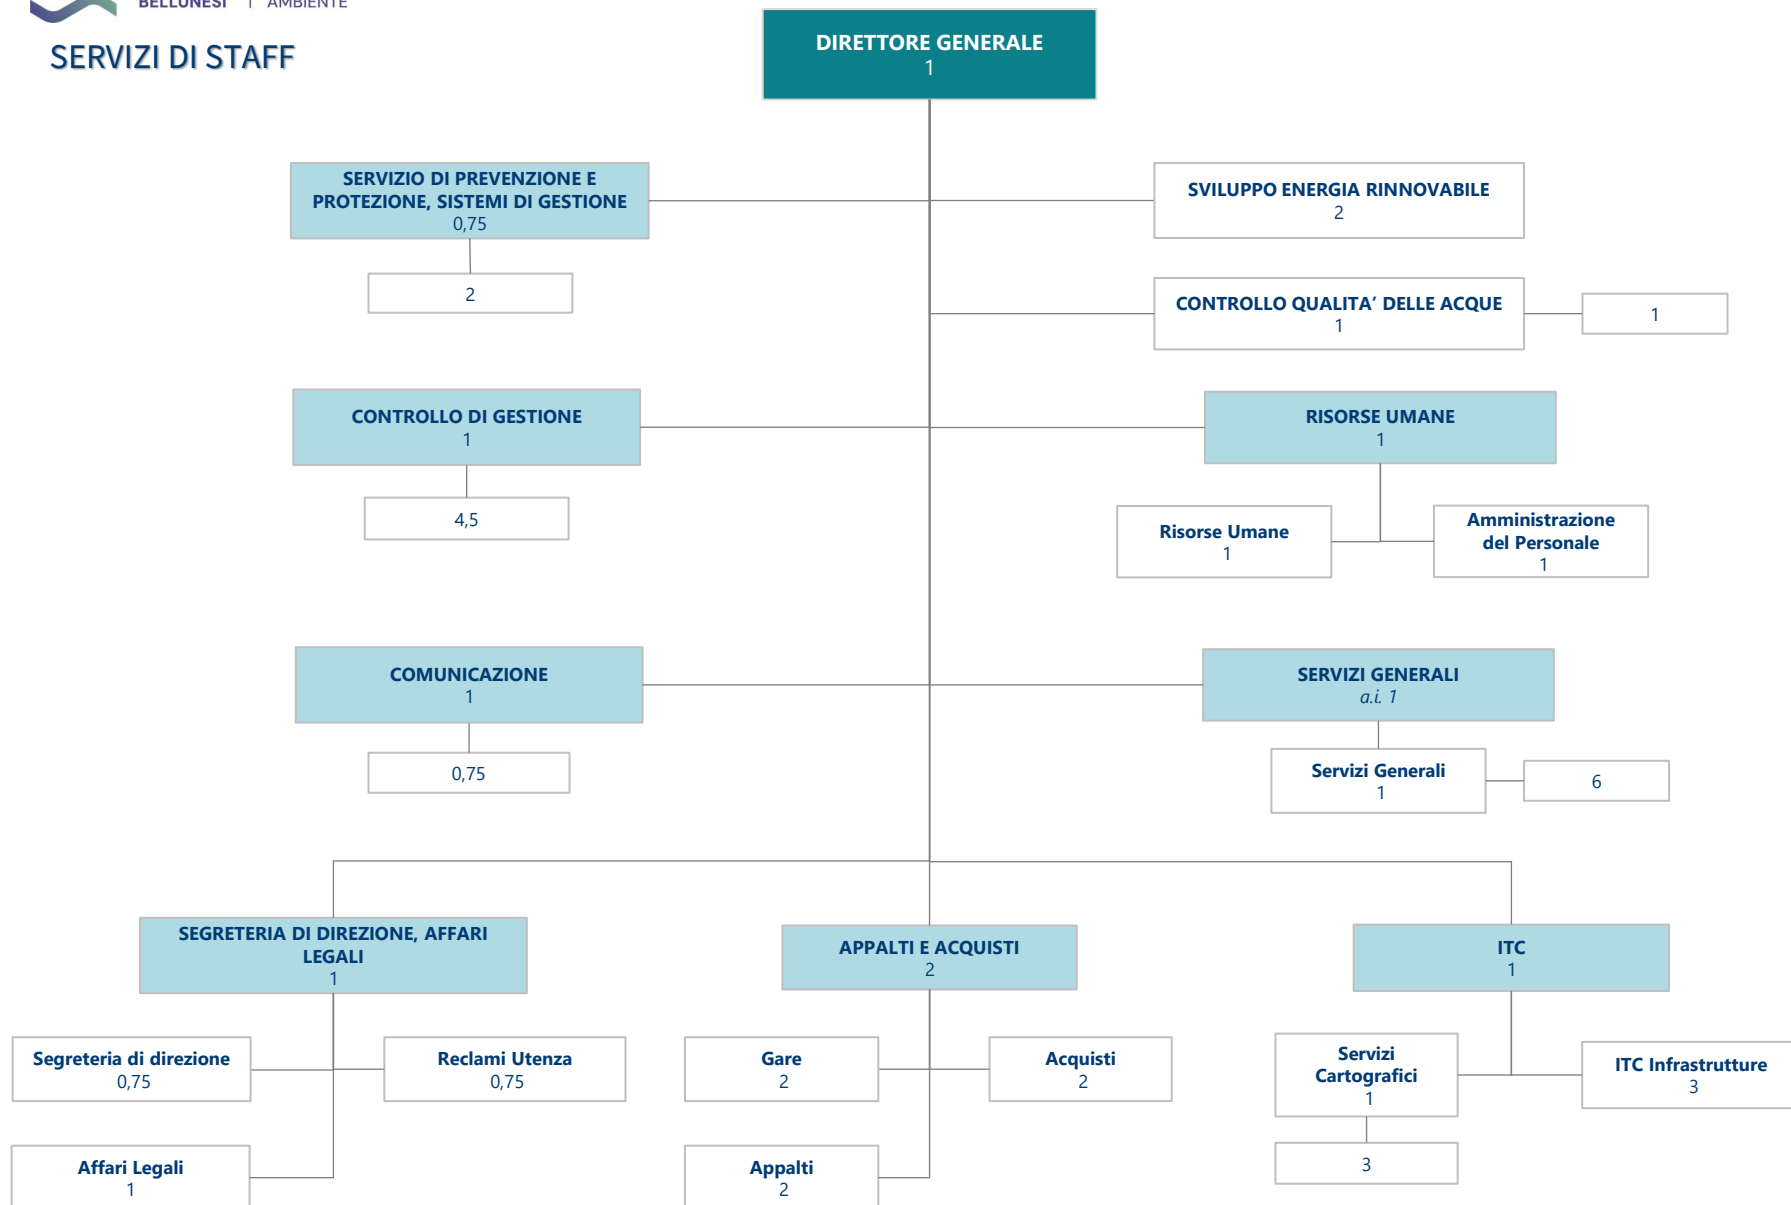 BELLUNESI | AMBIENTE
SERVIZI DI STAFF
DIRETTORE GENERALE
1
SERVIZIO DI PREVENZIONE E
PROTEZIONE, SISTEMI DI GESTIONE
0,75
2
SVILUPPO ENERGIA RINNOVABILE
2
CONTROLLO QUALITA’ DELLE ACQUE
1
1
CONTROLLO DI GESTIONE
1
4,5
RISORSE UMANE
1
Risorse Umane
1
Amministrazione
del Personale
1
COMUNICAZIONE
1
0,75
SERVIZI GENERALI
a.i. 1
Servizi Generali
1
6
SEGRETERIA DI DIREZIONE, AFFARI
LEGALI
1
Segreteria di direzione
0,75
Reclami Utenza
0,75
Affari Legali
1
APPALTI E ACQUISTI
2
Gare
2
Acquisti
2
Appalti
2
ITC
1
Servizi
Cartografici
1
3
ITC Infrastrutture
3